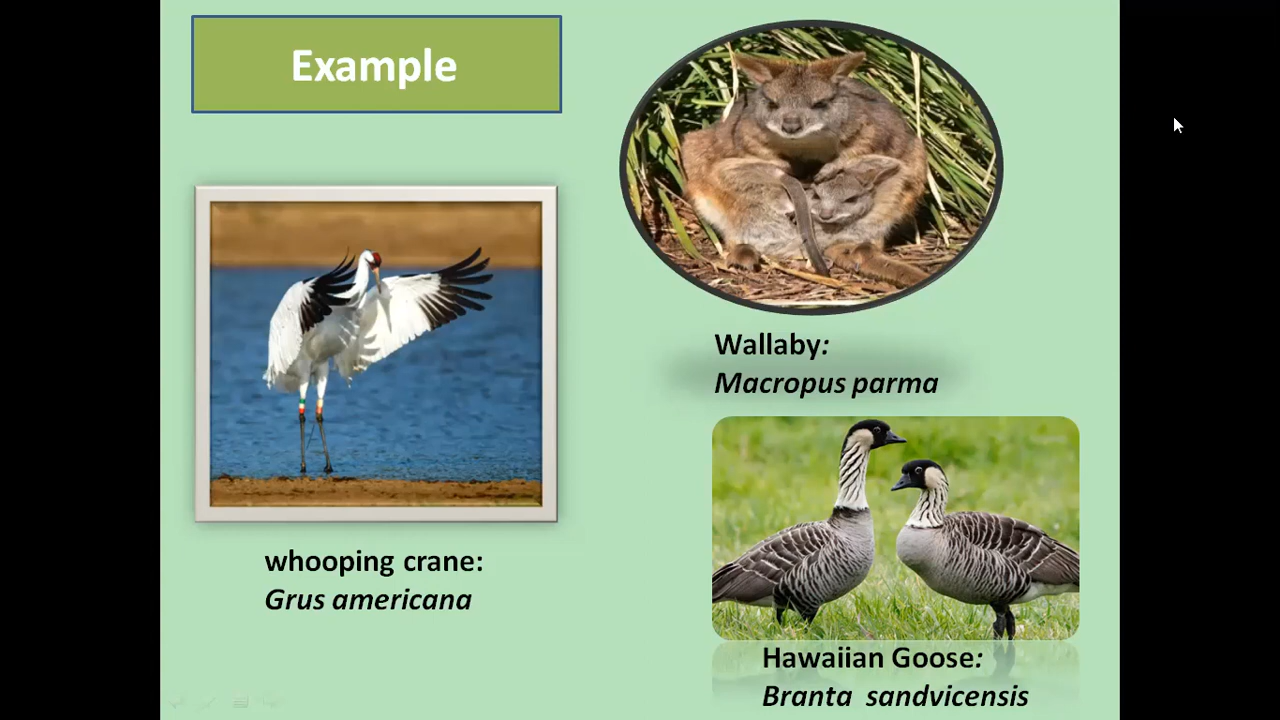 Example
Wallaby:
Macropus parma
whooping crane:
Grus americana
Hawaiian Goose:
Branta sandvicensis